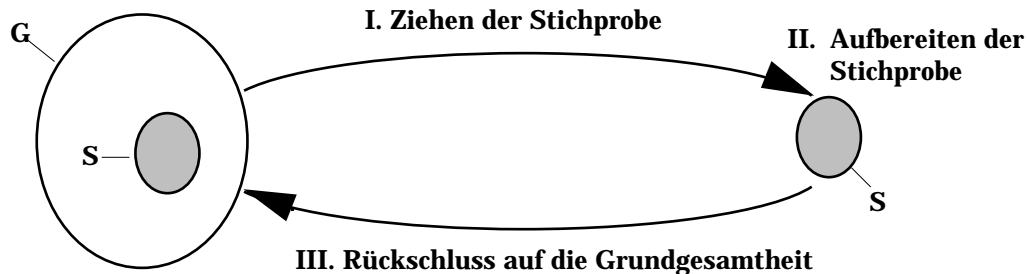 I. Ziehen der Stichprobe
G
II. Aufbereiten der
Stichprobe
S
S
III. Rückschluss auf die Grundgesamtheit